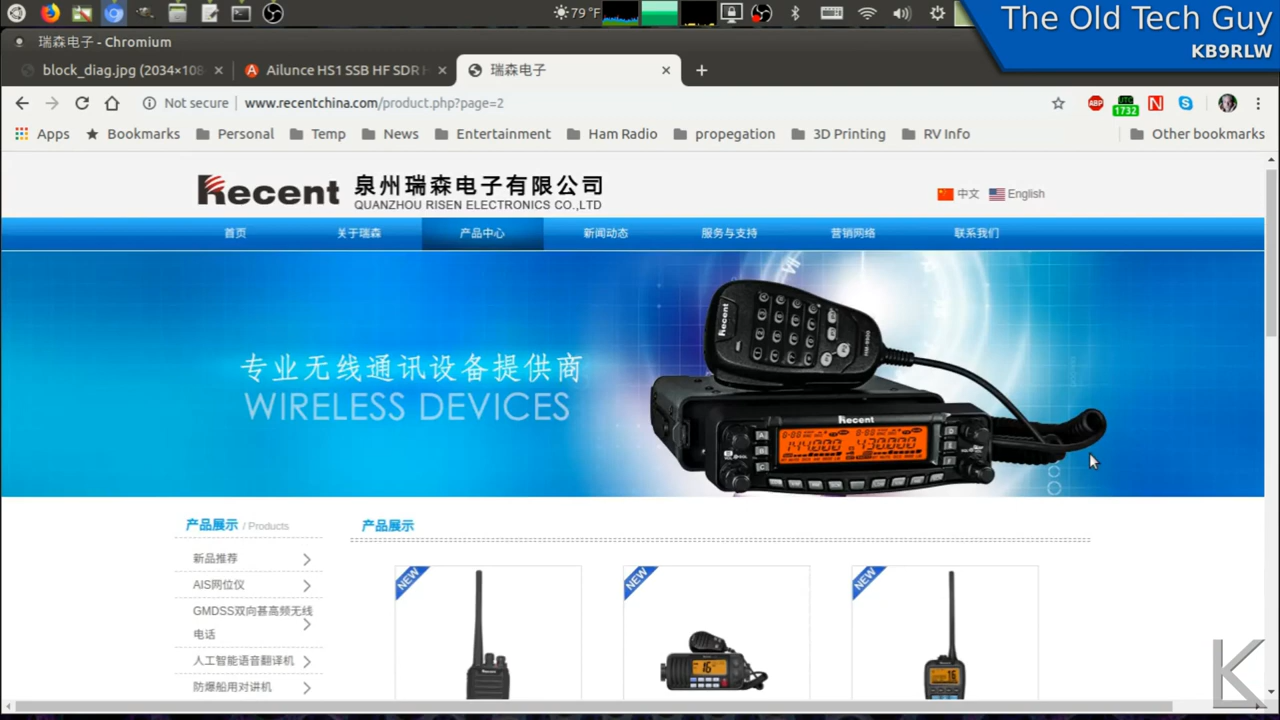 79 °F
The Old Tech Guy
KB9RLW
瑞森电子 - Chromium
block_diag.jpg (2034×108
Ailunce HS1 SSB HF SDR H
瑞森电子
Not secure
www.recentchina.com/product.php?page=2
ABP
1732
Apps
Bookmarks
Personal
Temp
News
Entertainment
Ham Radio
propegation
3D Printing
RV Info
Other bookmarks
Recent
泉州瑞森电子有限公司
QUANZHOU RISEN ELECTRONICS CO.,LTD
中文
English
首页
关于瑞森
产品中心
新闻动态
服务与支持
营销网络
联系我们
专业无线通讯设备提供商
WIRELESS DEVICES
Recent
Recent
144.000
430.000
产品展示 / Products
产品展示
新品推荐
AIS网位仪
GMDSS双向甚高频无线
电话
人工智能语音翻译机
防爆船用对讲机
NEW
NEW
NEW
16
16
K